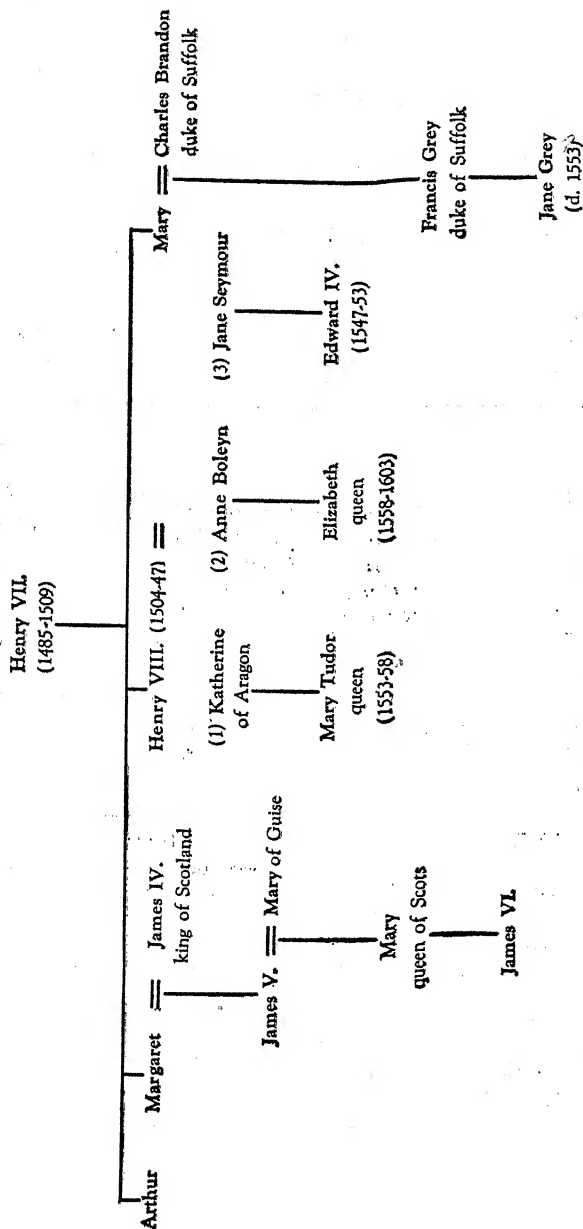 Henry VII.
(1485-1509)
Arthur
Margaret
James IV.
king of Scotland
Henry VIII. (1504-47)
Mary
Charles Brandon
duke of Suffolk
James V.
Mary of Guise
(1) Katherine
of Aragon
(2) Anne Boleyn
(3) Jane Seymour
Mary
queen of Scots
Mary Tudor
queen
(1553-58)
Elizabeth
queen
(1558-1603)
Edward IV.
(1547-53)
Francis Grey
duke of Suffolk
James VI.
Jane Grey
(d. 1553)